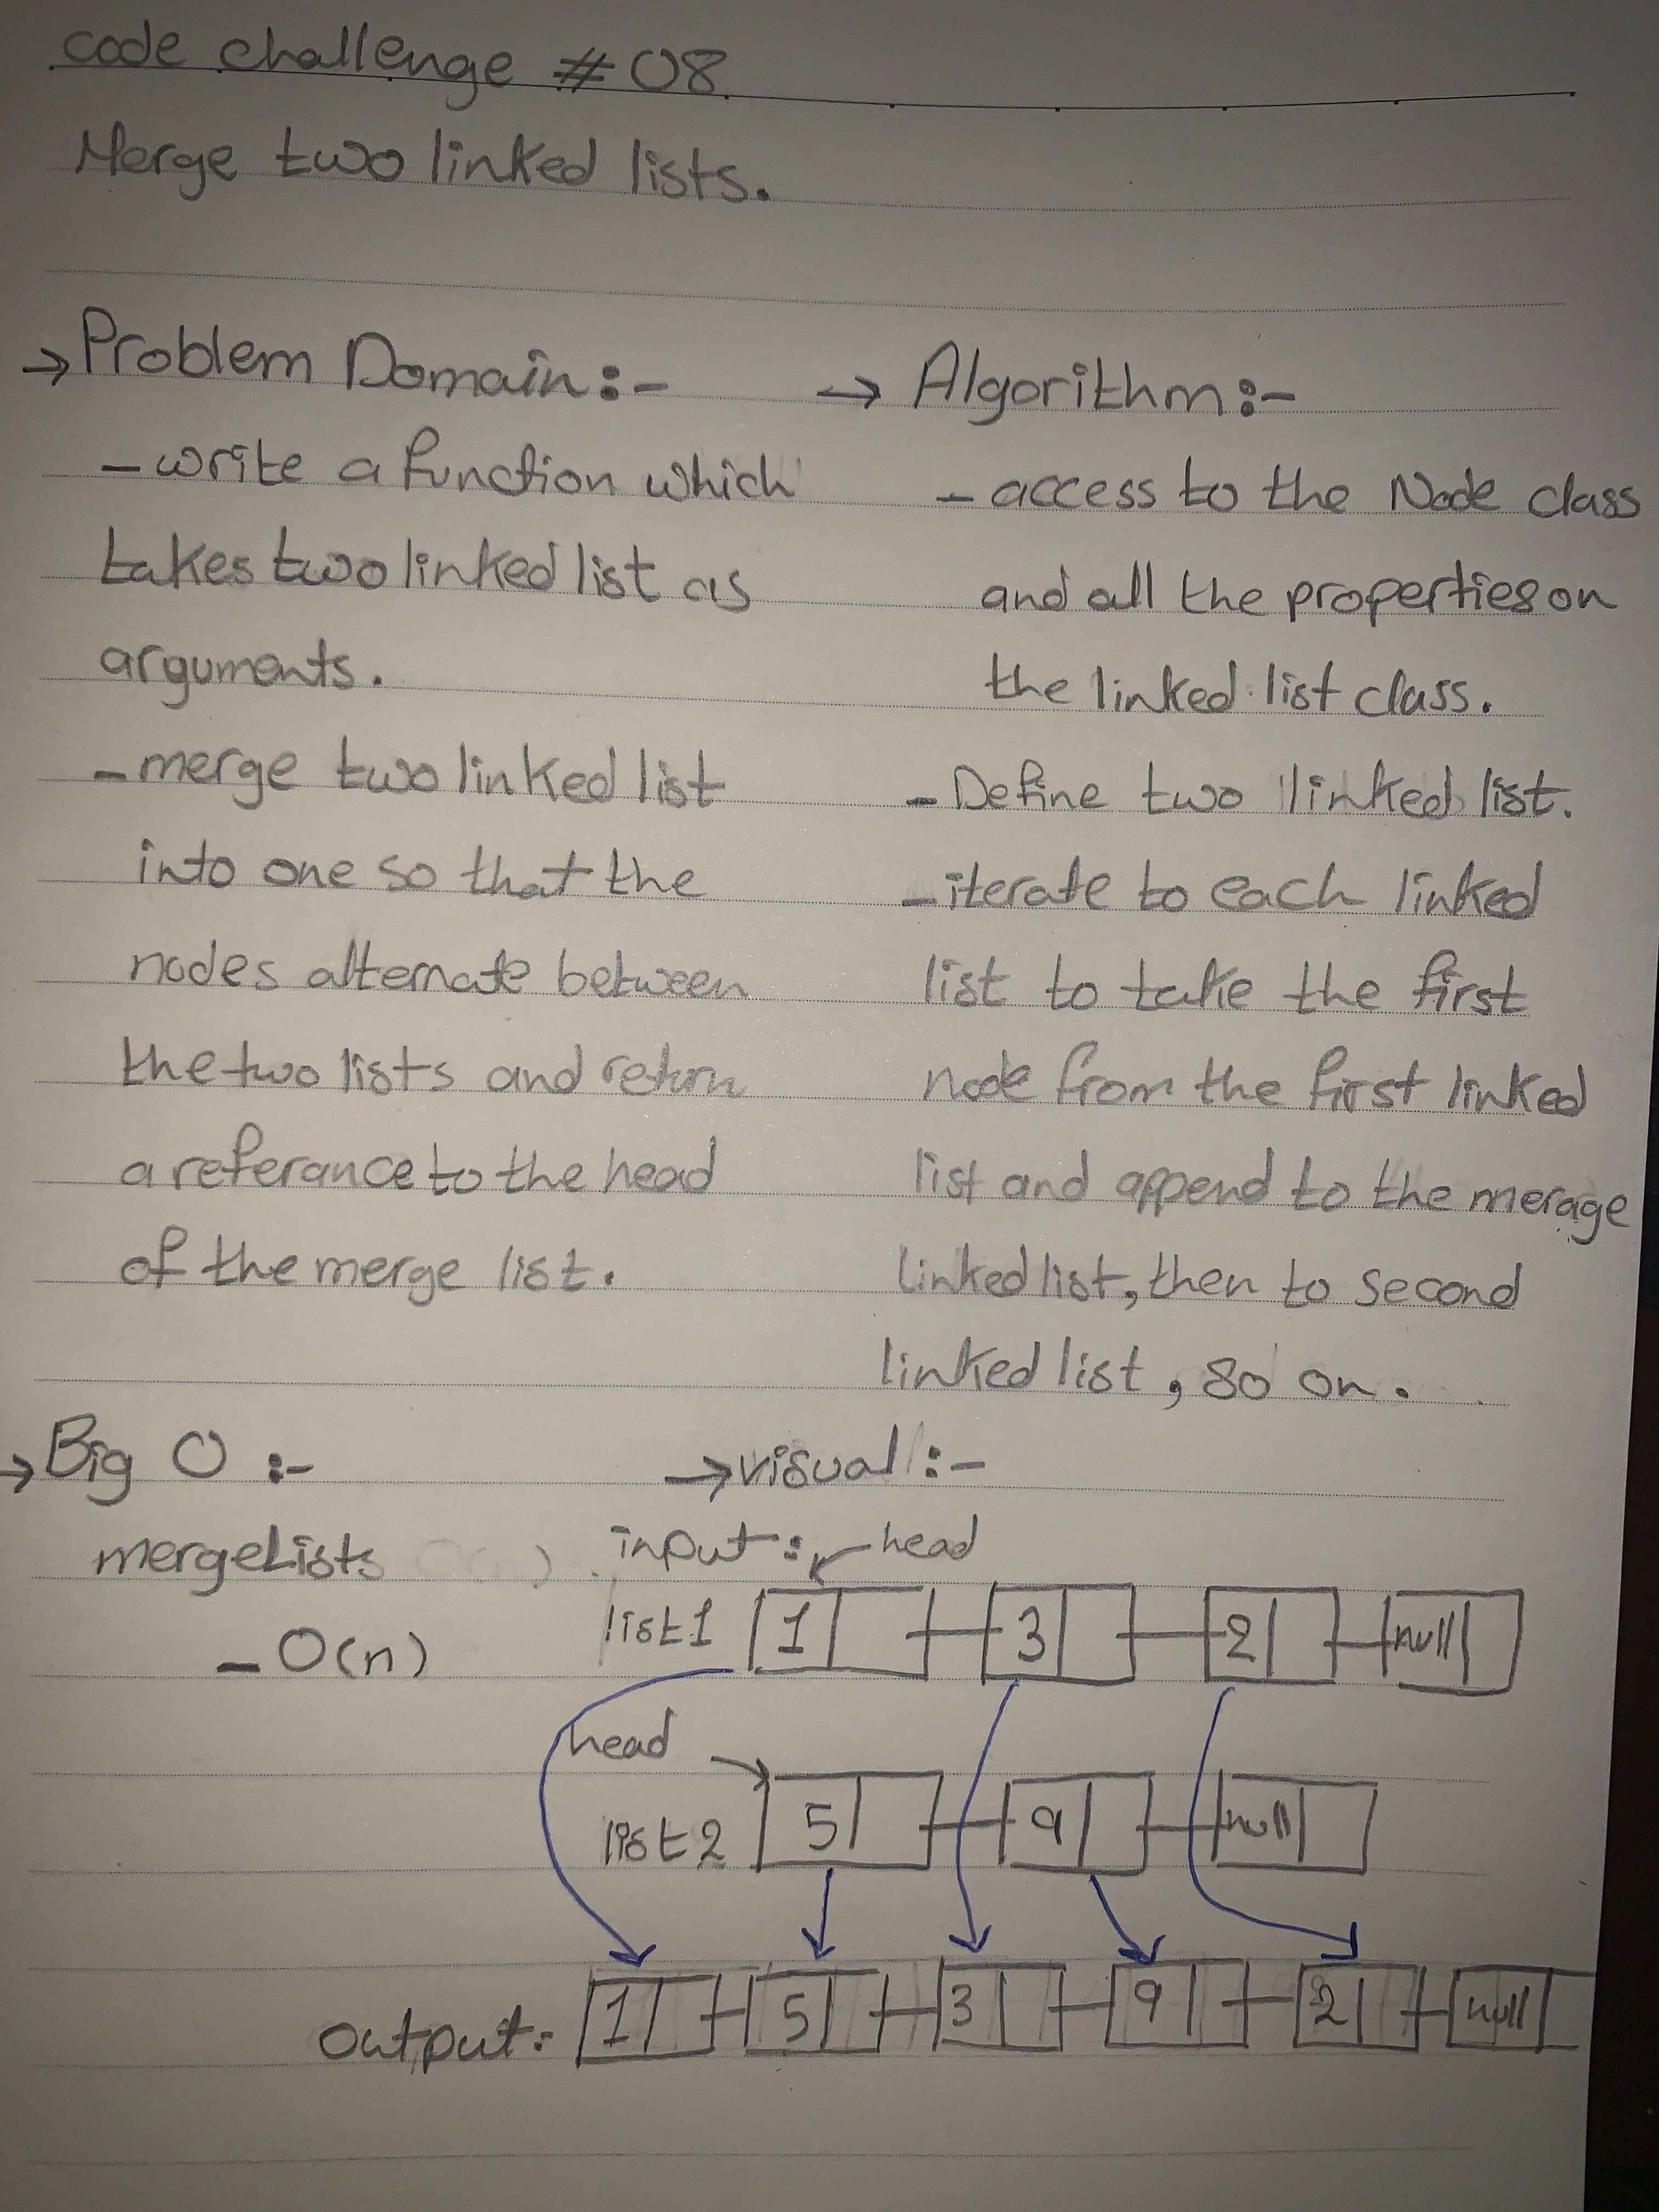 code challenge #08
Merge two linked lists.
→ Problem Domain:-
- write a function which
takes two linked list as
arguments.
- merge two linked list
into one so that the
nodes alternate between
the two lists and return
a referance to the head
of the merge list.
→ Algorithm:-
- access to the Node class
and all the properties on
the linked list class.
- Define two linked list.
- iterate to each linked
list to take the first
node from the first linked
list and append to the merage
linked list, then to second
linked list, so on.
→ Big O :-
mergeLists
- O(n)
→ visual :-
input: head
list1 1 3 2 null
head
list2 5 9 null
output: 1 5 3 9 2 null